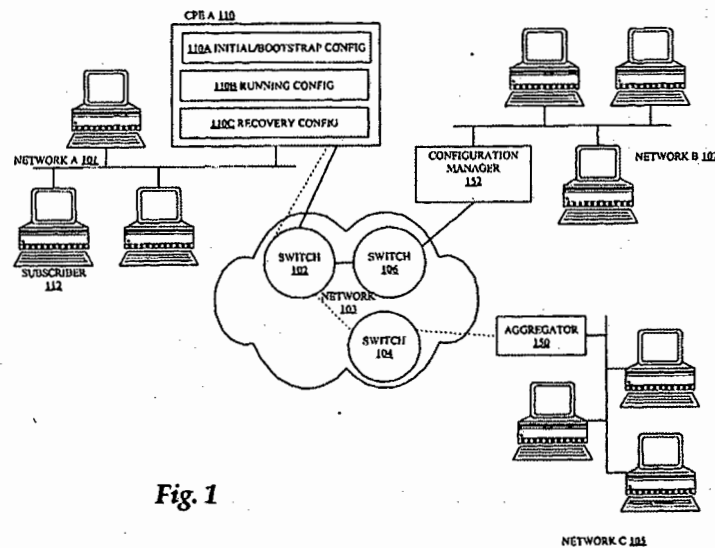 CPE A 110
110A INITIAL/BOOTSTRAP CONFIG
110B RUNNING CONFIG
110C RECOVERY CONFIG
NETWORK A 101
CONFIGURATION
MANAGER
152
NETWORK B 107
SUBSCRIBER
112
SWITCH
102
SWITCH
106
NETWORK
103
SWITCH
104
AGGREGATOR
150
Fig. 1
NETWORK C 105